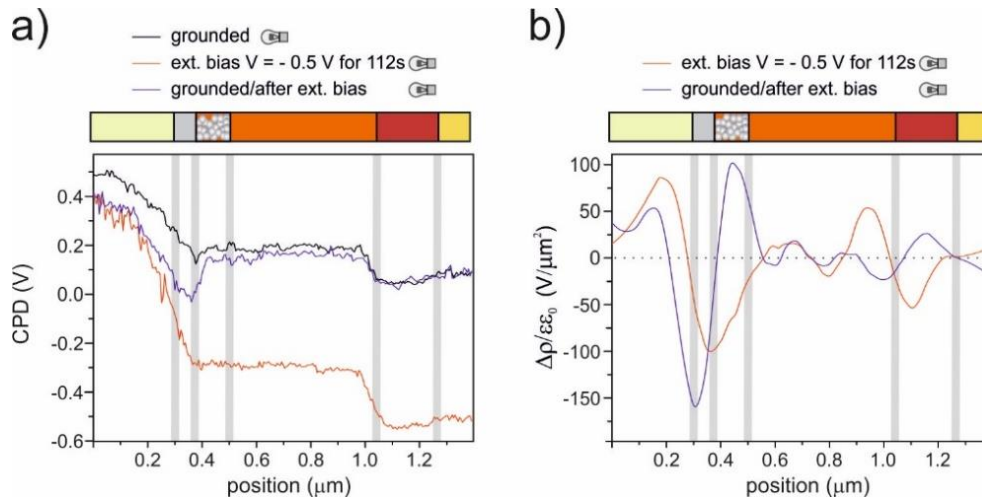 a)
grounded
ext. bias V = - 0.5 V for 112s
grounded/after ext. bias
0.4
0.2
0.0
-0.2
-0.4
-0.6
CPD (V)
0.2 0.4 0.6 0.8 1.0 1.2
position (μm)
b)
ext. bias V = - 0.5 V for 112s
grounded/after ext. bias
100
50
0
-50
-100
-150
Δρ/εε₀ (V/μm²)
0.2 0.4 0.6 0.8 1.0 1.2
position (μm)